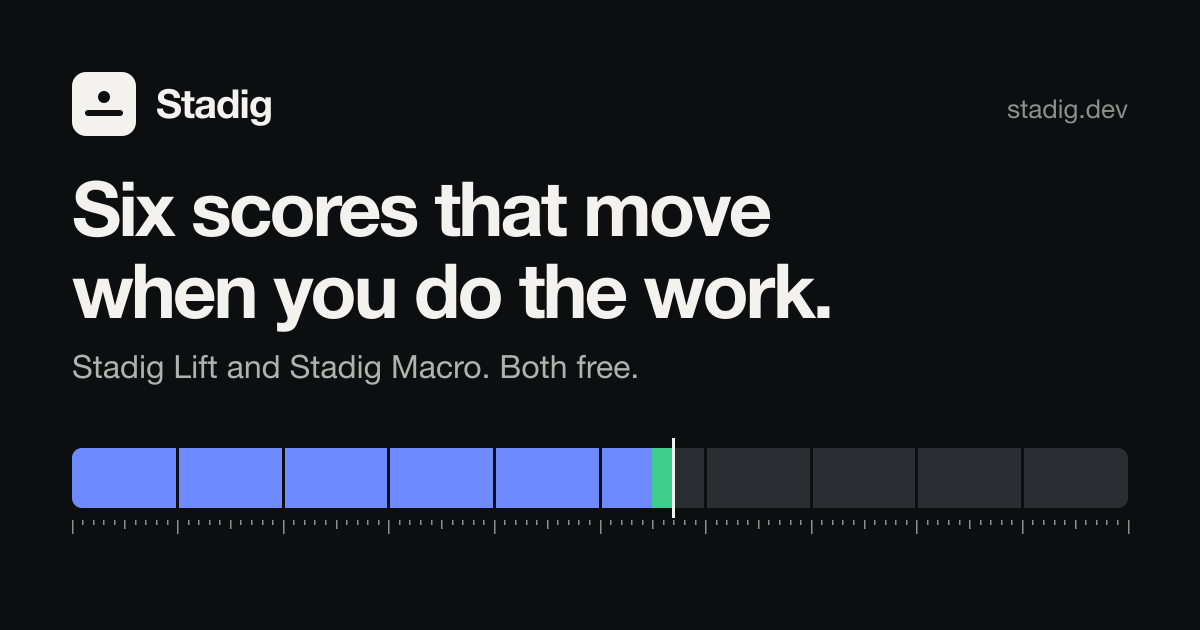 Stadig
stadig.dev
Six scores that move
when you do the work.
Stadig Lift and Stadig Macro. Both free.